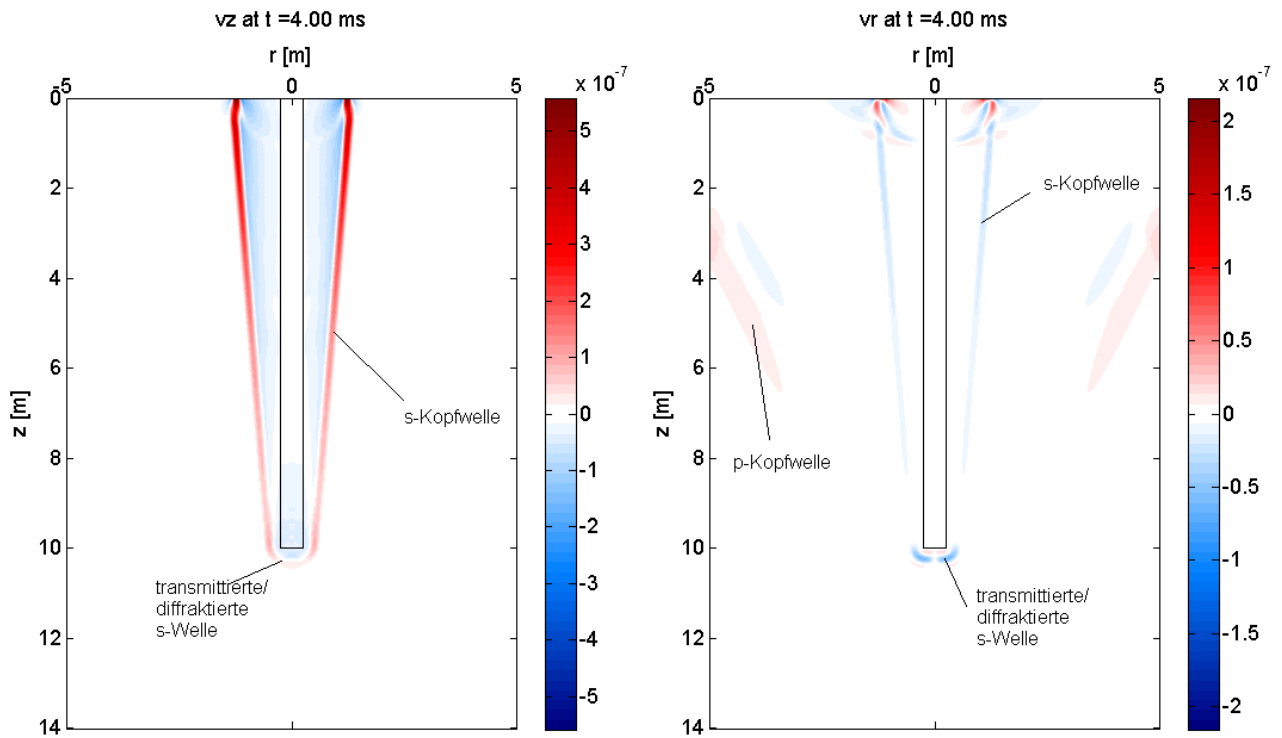 vz at t =4.00 ms
r [m]
-5
0
5
x 10^-7
0
2
4
6
8
10
12
14
z [m]
5
4
3
2
1
0
-1
-2
-3
-4
-5
s-Kopfwelle
transmittierte/
diffraktierte
s-Welle
vr at t =4.00 ms
r [m]
-5
0
5
x 10^-7
0
2
4
6
8
10
12
14
z [m]
2
1.5
1
0.5
0
-0.5
-1
-1.5
-2
s-Kopfwelle
p-Kopfwelle
transmittierte/
diffraktierte
s-Welle